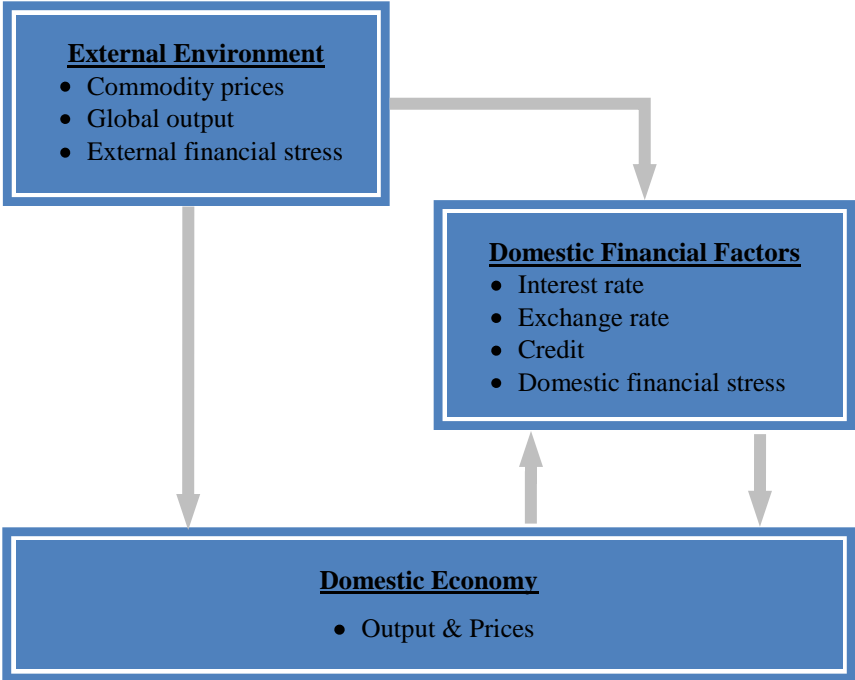 External Environment
• Commodity prices
• Global output
• External financial stress
Domestic Financial Factors
• Interest rate
• Exchange rate
• Credit
• Domestic financial stress
Domestic Economy
• Output & Prices